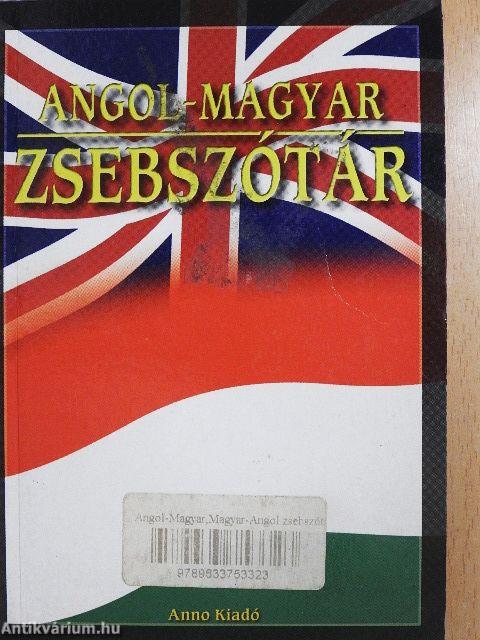 ANGOL-MAGYAR
ZSEBSZÓTÁR
Angol-Magyar,Magyar-Angol zsebszót
9789633753323
Anno Kiadó
Antikvárium.hu